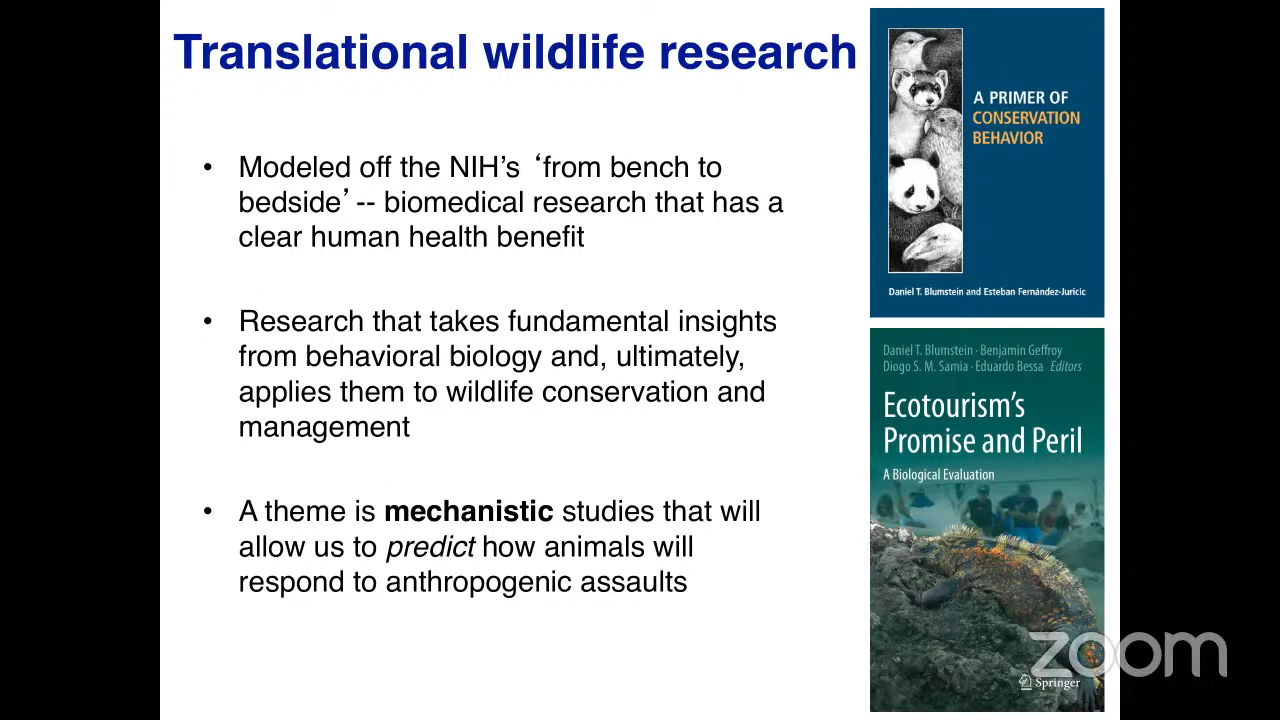 Translational wildlife research
• Modeled off the NIH's ‘from bench to
bedside’ -- biomedical research that has a
clear human health benefit
• Research that takes fundamental insights
from behavioral biology and, ultimately,
applies them to wildlife conservation and
management
• A theme is mechanistic studies that will
allow us to predict how animals will
respond to anthropogenic assaults
A PRIMER OF
CONSERVATION
BEHAVIOR
Daniel T. Blumstein and Esteban Fernández-Juricic
Daniel T. Blumstein · Benjamin Geffroy
Diogo S. M. Samia · Eduardo Bessa Editors
Ecotourism's
Promise and Peril
A Biological Evaluation
zoom
Springer